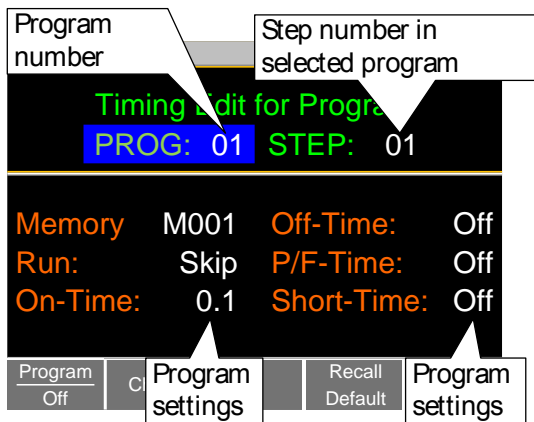 Program
number
Step number in
selected program
Timing Edit for Program
PROG: 01 STEP: 01
Memory M001 Off-Time: Off
Run: Skip P/F-Time: Off
On-Time: 0.1 Short-Time: Off
Program
Off
Recall
Default
Program
settings
Program
settings